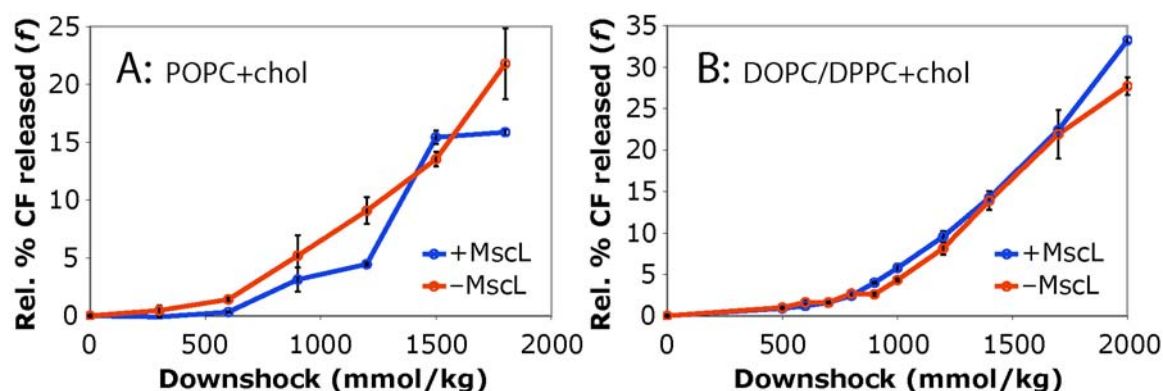 A: POPC+chol
Rel. % CF released (f)
25
20
15
10
5
0
+MscL
−MscL
0
500
1000
1500
2000
Downshock (mmol/kg)
B: DOPC/DPPC+chol
Rel. % CF released (f)
35
30
25
20
15
10
5
0
+MscL
−MscL
0
500
1000
1500
2000
Downshock (mmol/kg)